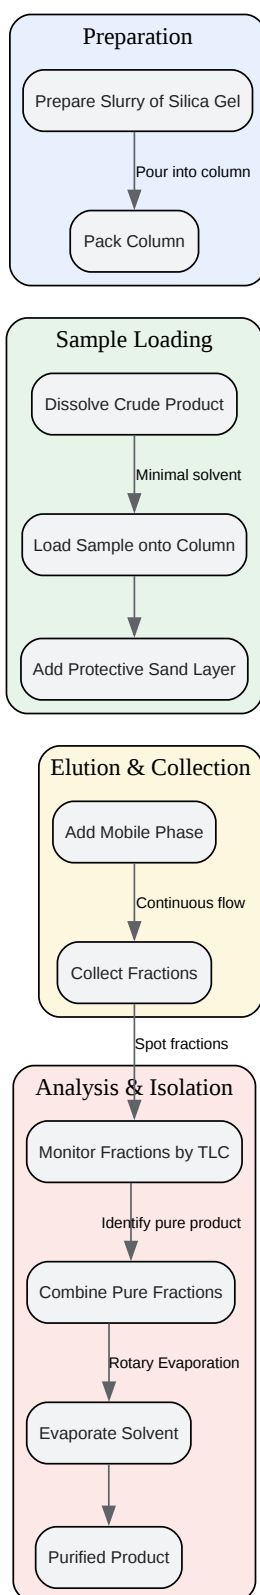 Preparation
Prepare Slurry of Silica Gel
Pour into column
Pack Column
Sample Loading
Dissolve Crude Product
Minimal solvent
Load Sample onto Column
Add Protective Sand Layer
Elution & Collection
Add Mobile Phase
Continuous flow
Collect Fractions
Spot fractions
Analysis & Isolation
Monitor Fractions by TLC
Identify pure product
Combine Pure Fractions
Rotary Evaporation
Evaporate Solvent
Purified Product